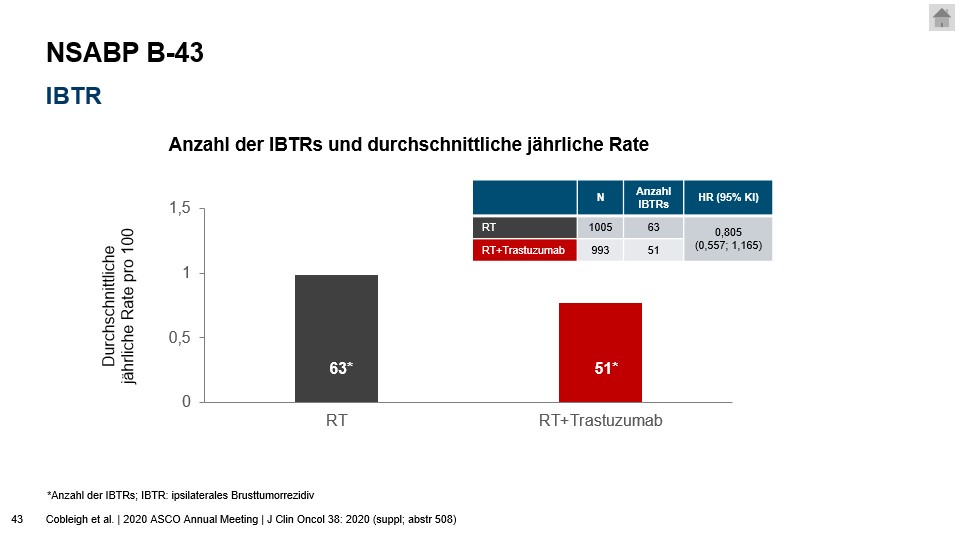 NSABP B-43
IBTR
Anzahl der IBTRs und durchschnittliche jährliche Rate
N
Anzahl
IBTRs
HR (95% KI)
RT
1005
63
0,805
(0,557; 1,165)
RT+Trastuzumab
993
51
Durchschnittliche
jährliche Rate pro 100
1,5
1
0,5
0
63*
51*
RT
RT+Trastuzumab
*Anzahl der IBTRs; IBTR: ipsilaterales Brusttumorrezidiv
43
Cobleigh et al. | 2020 ASCO Annual Meeting | J Clin Oncol 38: 2020 (suppl; abstr 508)